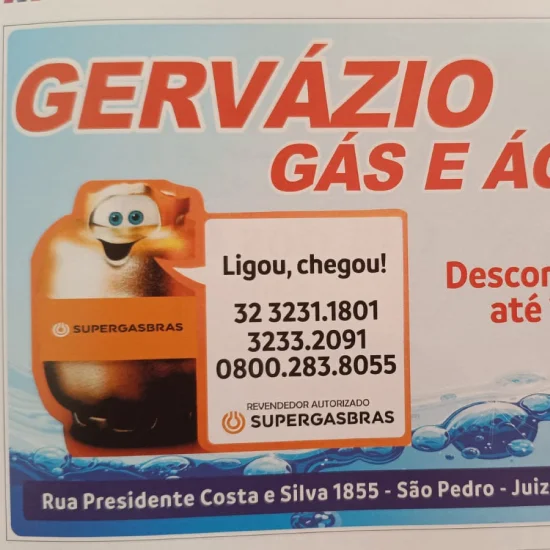 GERVÁZIO
GÁS E ÁG
Ligou, chegou!
32 3231.1801
3233.2091
0800.283.8055
REVENDEDOR AUTORIZADO
SUPERGASBRAS
SUPERGASBRAS
Descon
até
Rua Presidente Costa e Silva 1855 - São Pedro - Juiz